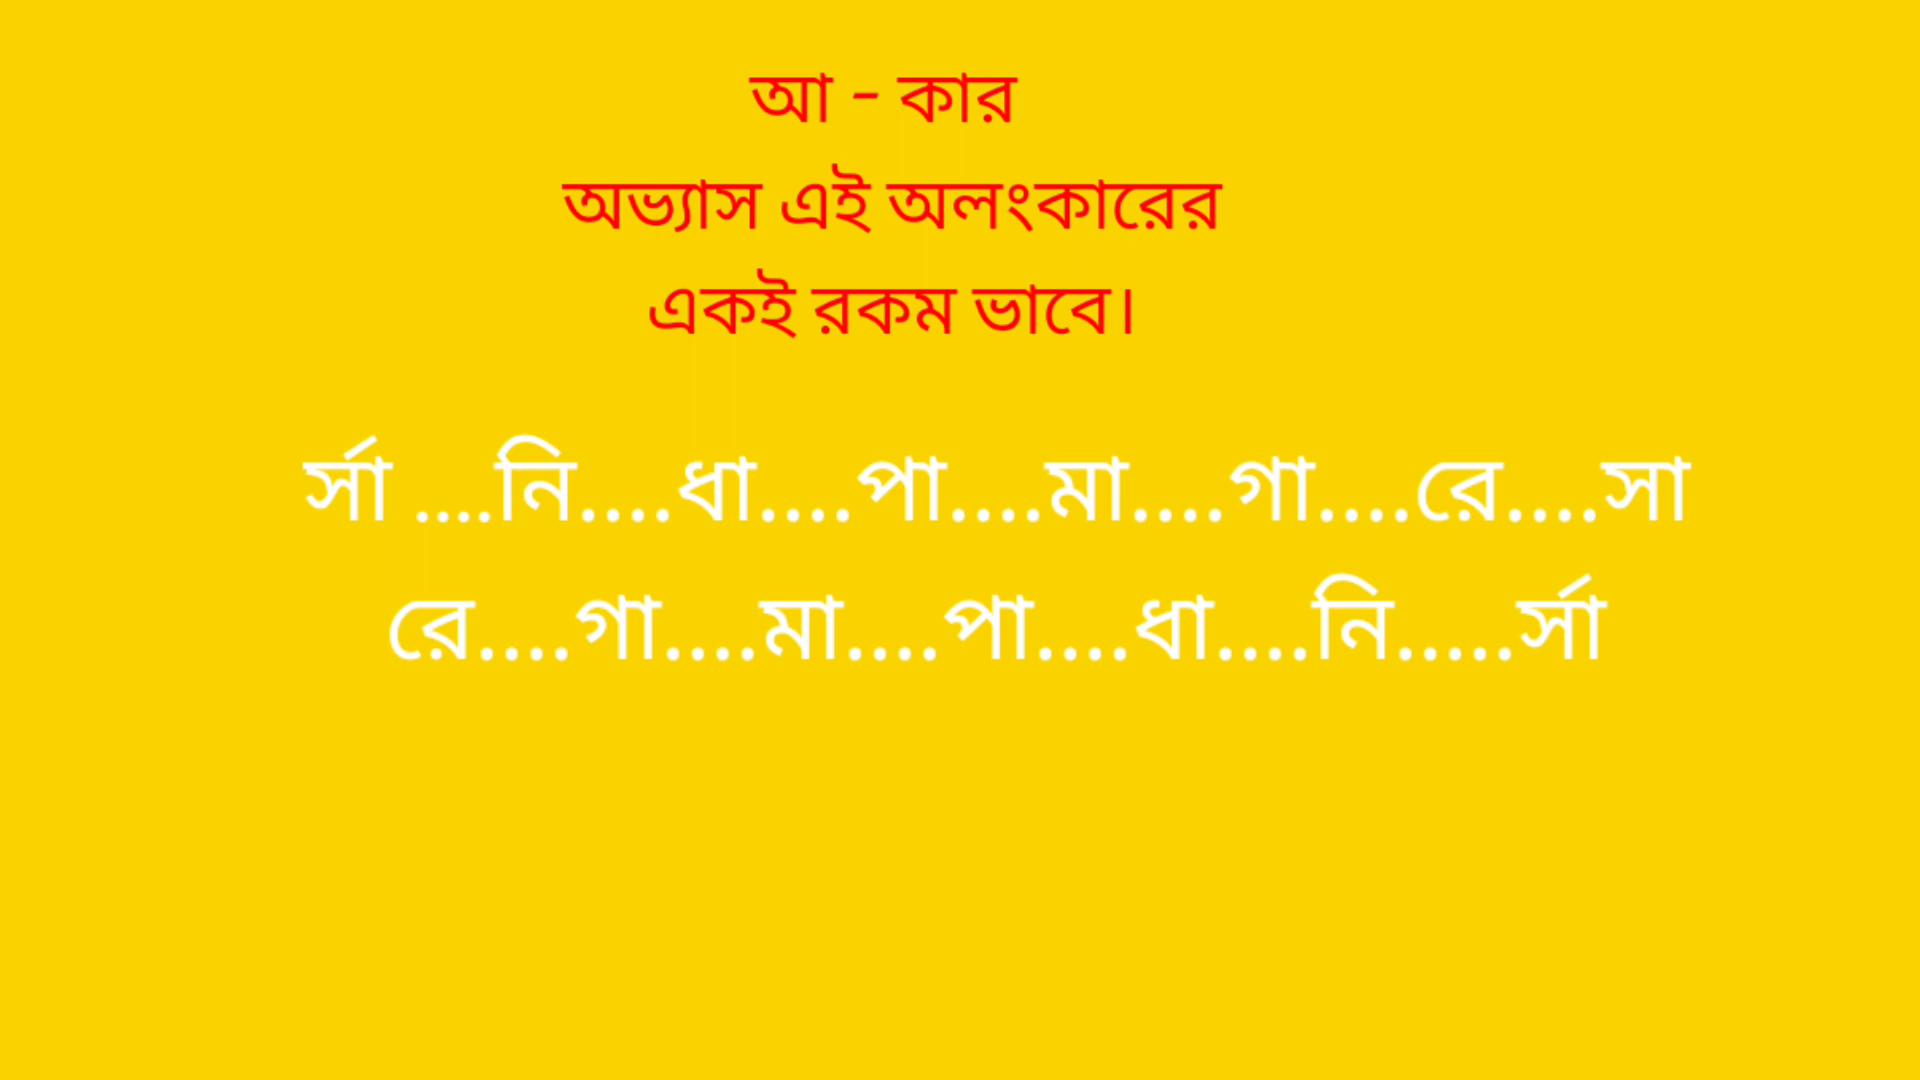 আ - কার
অভ্যাস এই অলংকারের
একই রকম ভাবে।
র্সা ....নি....ধা....পা....মা....গা....রে....সা
রে....গা....মা....পা....ধা....নি.....র্সা